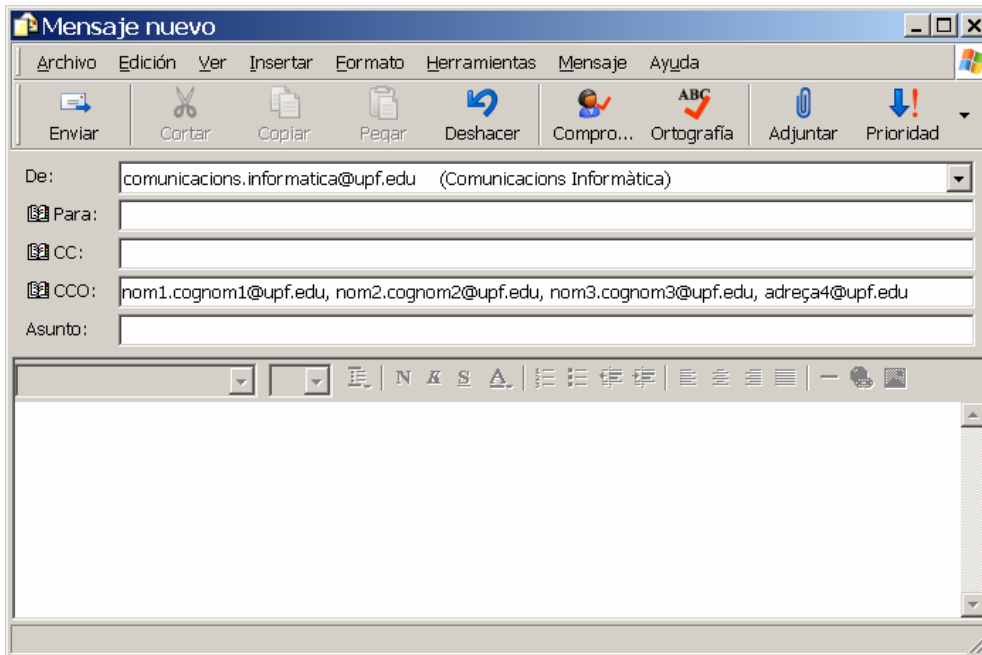 Mensaje nuevo
Archivo Edición Ver Insertar Formato Herramientas Mensaje Ayuda
Enviar Cortar Copiar Pegar Deshacer Compro... ABC Ortografía Adjuntar Prioridad
De: comunicacions.informatica@upf.edu (Comunicacions Informàtica)
Para:
CC:
CCO: nom1.cognom1@upf.edu, nom2.cognom2@upf.edu, nom3.cognom3@upf.edu, adreça4@upf.edu
Asunto:
N K S A